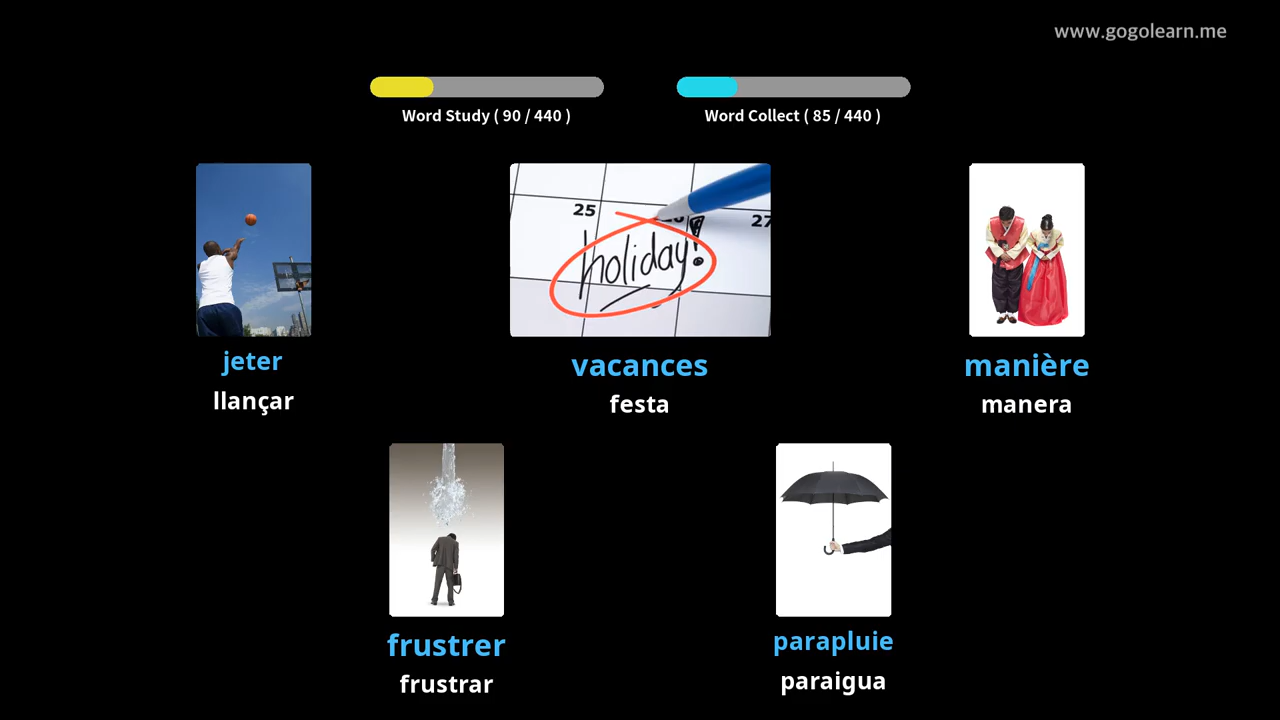 www.gogolearn.me
Word Study ( 90 / 440 )
Word Collect ( 85 / 440 )
25
27
holiday!
jeter
llançar
vacances
festa
manière
manera
frustrer
frustrar
parapluie
paraigua